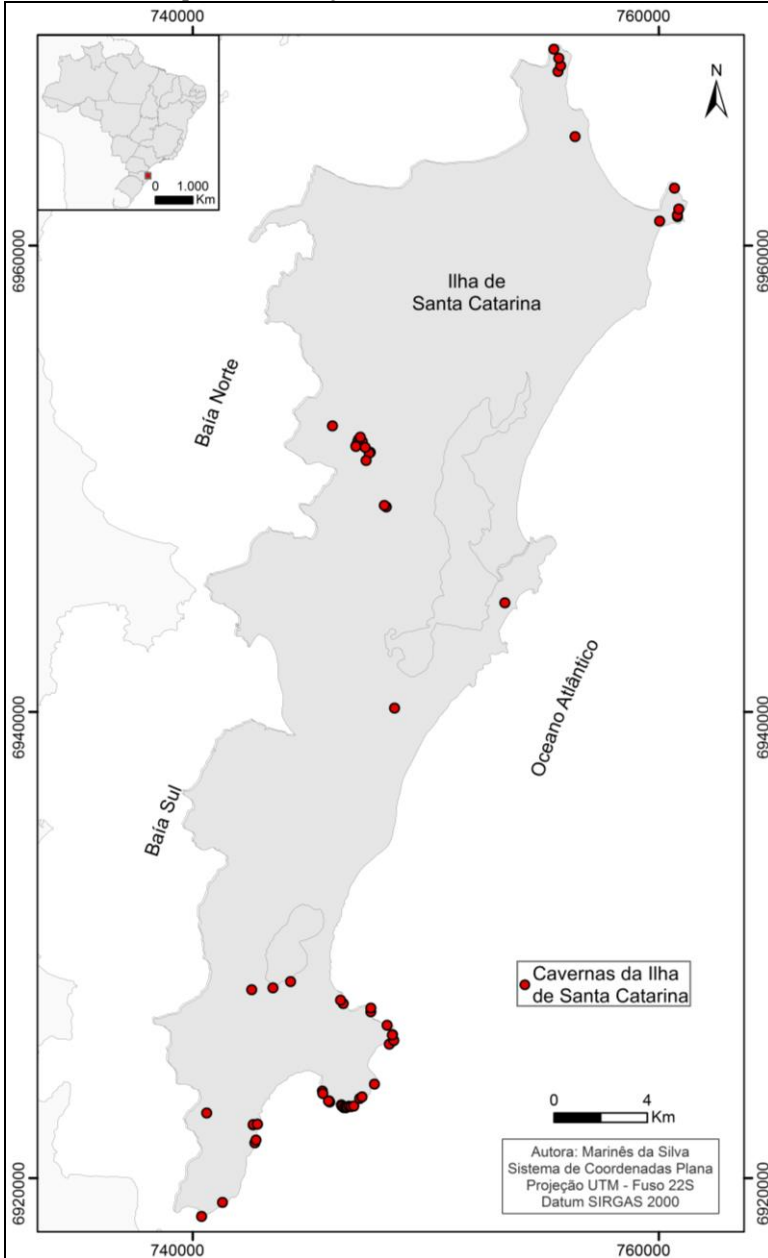 740000
760000
N
0 1.000
Km
6960000
6960000
Ilha de
Santa Catarina
Baía Norte
Oceano Atlântico
6940000
6940000
Baía Sul
Cavernas da Ilha
de Santa Catarina
0 4
Km
Autora: Marinês da Silva
Sistema de Coordenadas Plana
Projeção UTM - Fuso 22S
Datum SIRGAS 2000
6920000
6920000
740000
760000